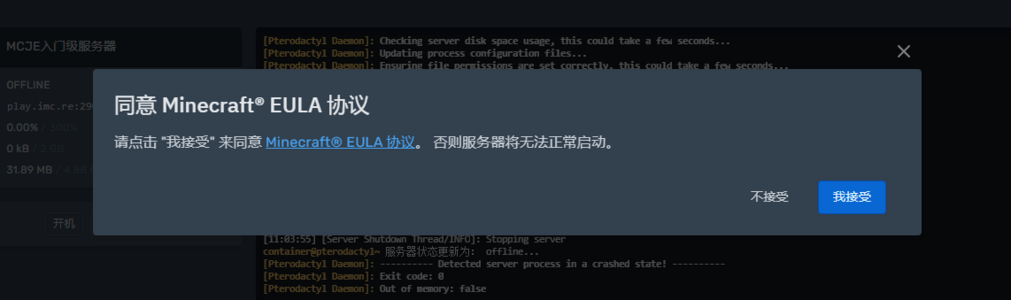 MCJE入门级服务器
[Pterodactyl Daemon]: Checking server disk space usage, this could take a few seconds...
[Pterodactyl Daemon]: Updating process configuration files...
[Pterodactyl Daemon]: Ensuring file permissions are set correctly, this could take a few seconds...
OFFLINE
play.imc.re:29
0.00% / 300%
0 kB / 2 GB
31.89 MB /
开机
同意 Minecraft® EULA 协议
请点击 "我接受" 来同意 Minecraft® EULA 协议。 否则服务器将无法正常启动。
不接受
我接受
[11:03:55] [Server Shutdown Thread/INFO]: Stopping server
container@pterodactyl~ 服务器状态更新为: offline...
[Pterodactyl Daemon]: ---------- Detected server process in a crashed state! ----------
[Pterodactyl Daemon]: Exit code: 0
[Pterodactyl Daemon]: Out of memory: false